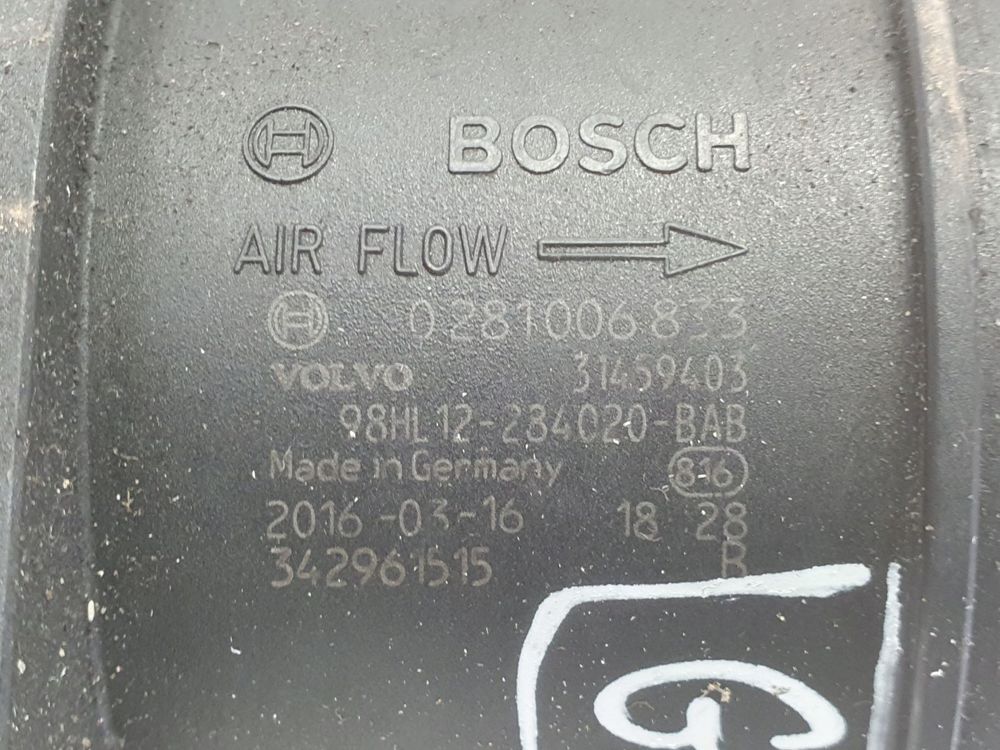 BOSCH
AIR FLOW
0281006833
VOLVO 31459403
98HL12-234020-BAB
Made in Germany 816
2016-03-16 18 28
342961515 B
G